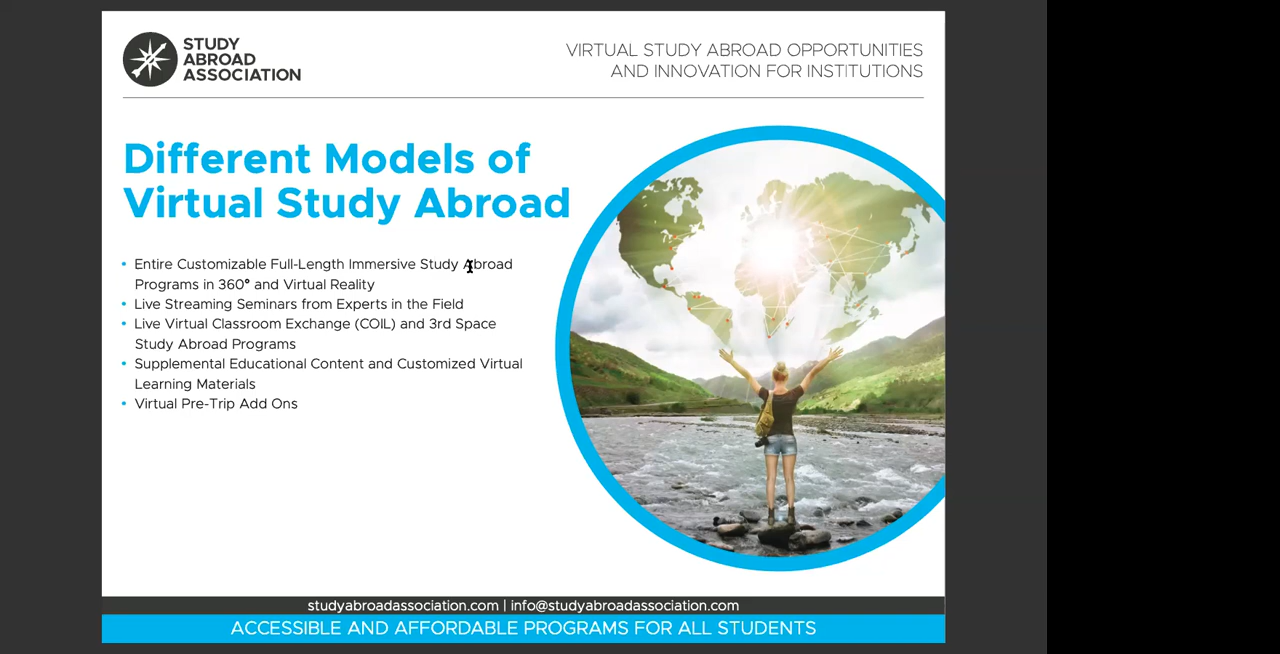 STUDY
ABROAD
ASSOCIATION
VIRTUAL STUDY ABROAD OPPORTUNITIES
AND INNOVATION FOR INSTITUTIONS
Different Models of
Virtual Study Abroad
• Entire Customizable Full-Length Immersive Study Abroad
Programs in 360° and Virtual Reality
• Live Streaming Seminars from Experts in the Field
• Live Virtual Classroom Exchange (COIL) and 3rd Space
Study Abroad Programs
• Supplemental Educational Content and Customized Virtual
Learning Materials
• Virtual Pre-Trip Add Ons
studyabroadassociation.com | info@studyabroadassociation.com
ACCESSIBLE AND AFFORDABLE PROGRAMS FOR ALL STUDENTS